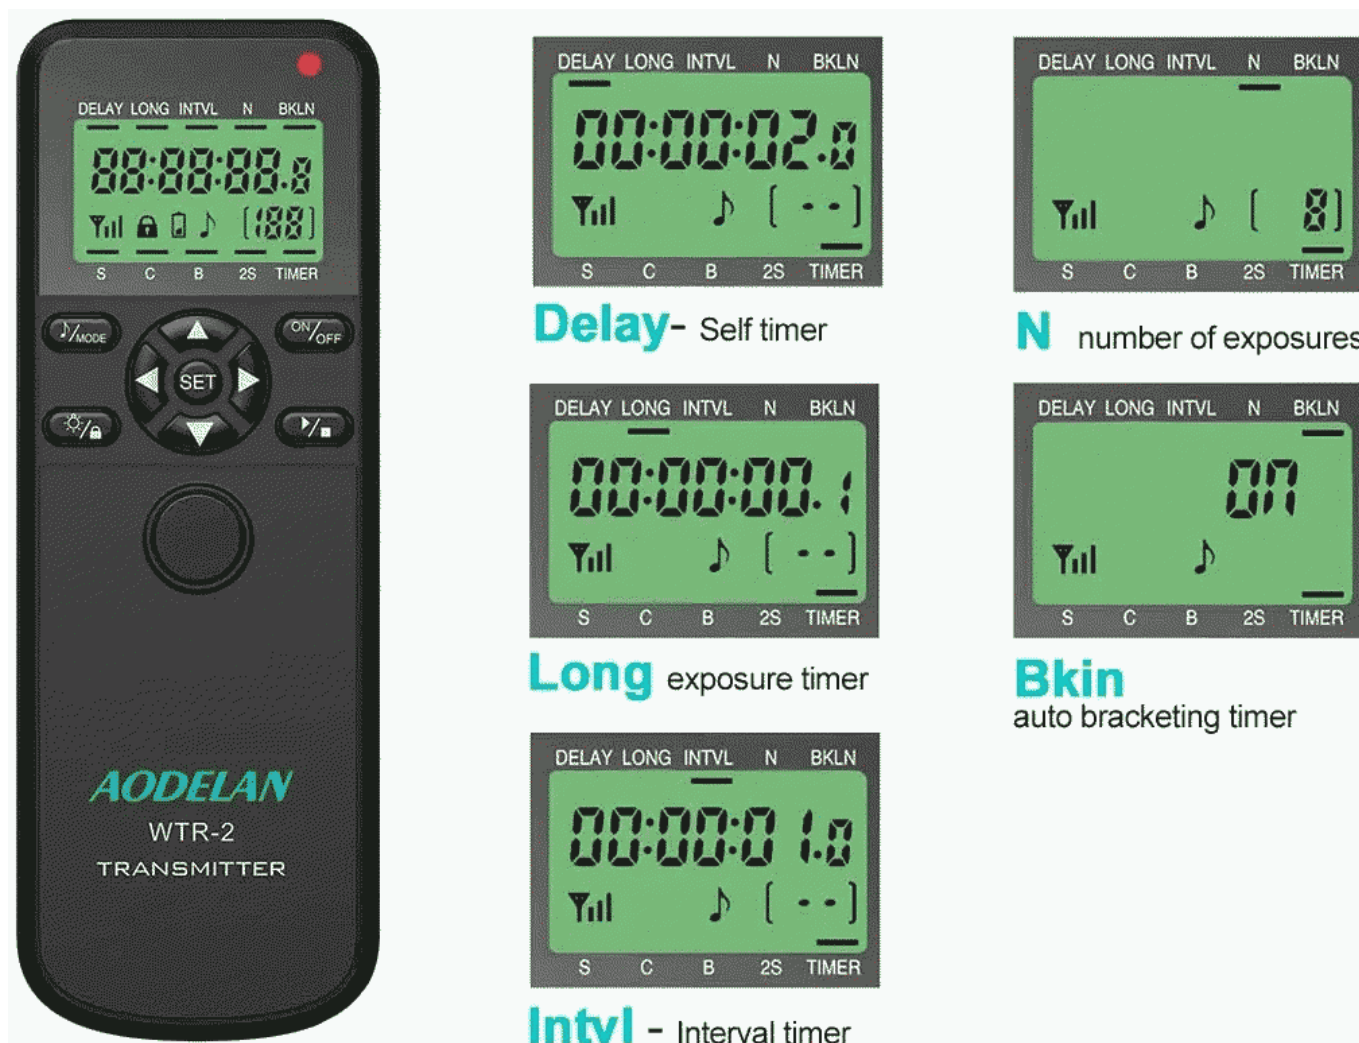 DELAY LONG INTVL N BKLN
88:88:88.8
[188]
S C B 2S TIMER
♪/MODE
ON/OFF
SET
AODELAN
WTR-2
TRANSMITTER
DELAY LONG INTVL N BKLN
00:00:02.0
[--]
S C B 2S TIMER
Delay- Self timer
DELAY LONG INTVL N BKLN
00:00:00.1
[--]
S C B 2S TIMER
Long exposure timer
DELAY LONG INTVL N BKLN
00:00:01.0
[--]
S C B 2S TIMER
Intvl - Interval timer
DELAY LONG INTVL N BKLN
[ 8]
S C B 2S TIMER
N number of exposures
DELAY LONG INTVL N BKLN
on
S C B 2S TIMER
Bkin
auto bracketing timer